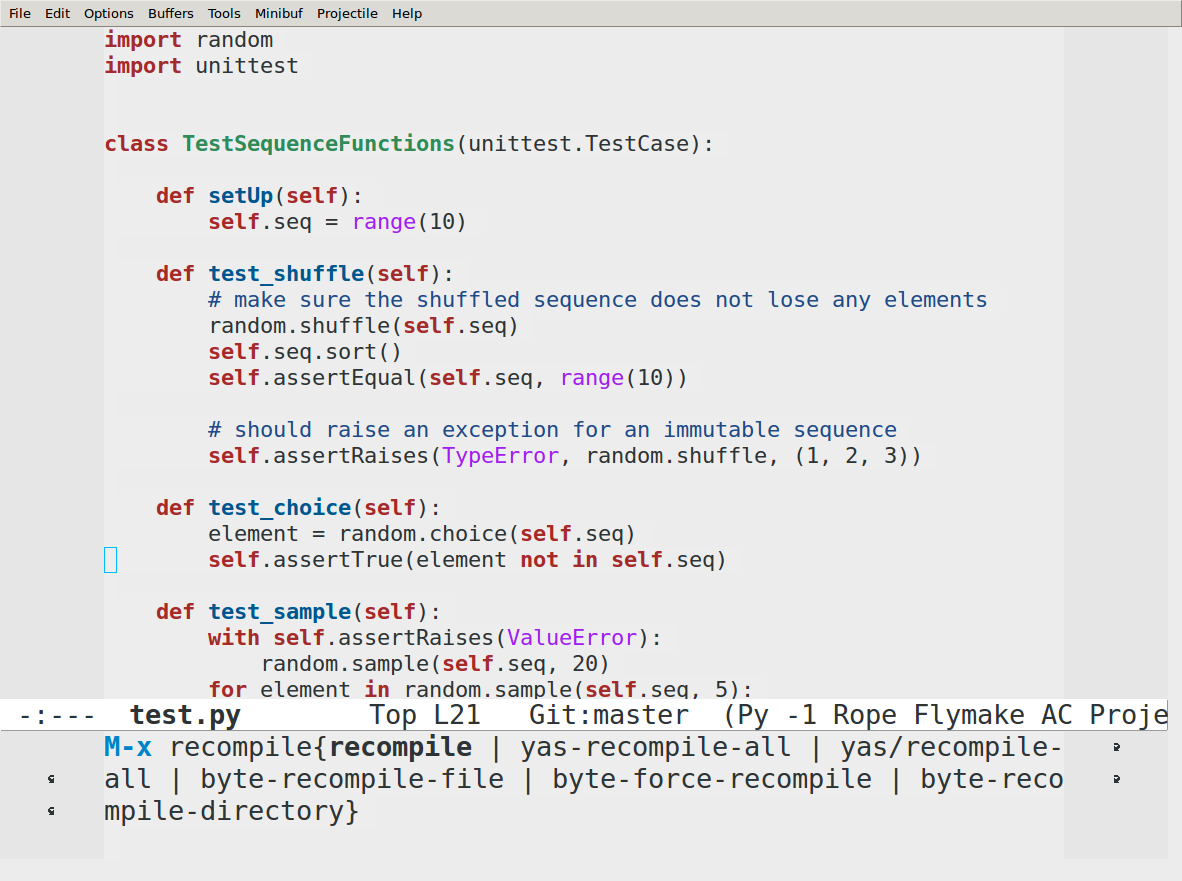 File Edit Options Buffers Tools Minibuf Projectile Help
import random
import unittest
class TestSequenceFunctions(unittest.TestCase):
    def setUp(self):
        self.seq = range(10)
    def test_shuffle(self):
        # make sure the shuffled sequence does not lose any elements
        random.shuffle(self.seq)
        self.seq.sort()
        self.assertEqual(self.seq, range(10))
        # should raise an exception for an immutable sequence
        self.assertRaises(TypeError, random.shuffle, (1, 2, 3))
    def test_choice(self):
        element = random.choice(self.seq)
        self.assertTrue(element not in self.seq)
    def test_sample(self):
        with self.assertRaises(ValueError):
            random.sample(self.seq, 20)
        for element in random.sample(self.seq, 5):
-:--- test.py Top L21 Git:master (Py -1 Rope Flymake AC Proje
M-x recompile{recompile | yas-recompile-all | yas/recompile-
all | byte-recompile-file | byte-force-recompile | byte-reco
mpile-directory}